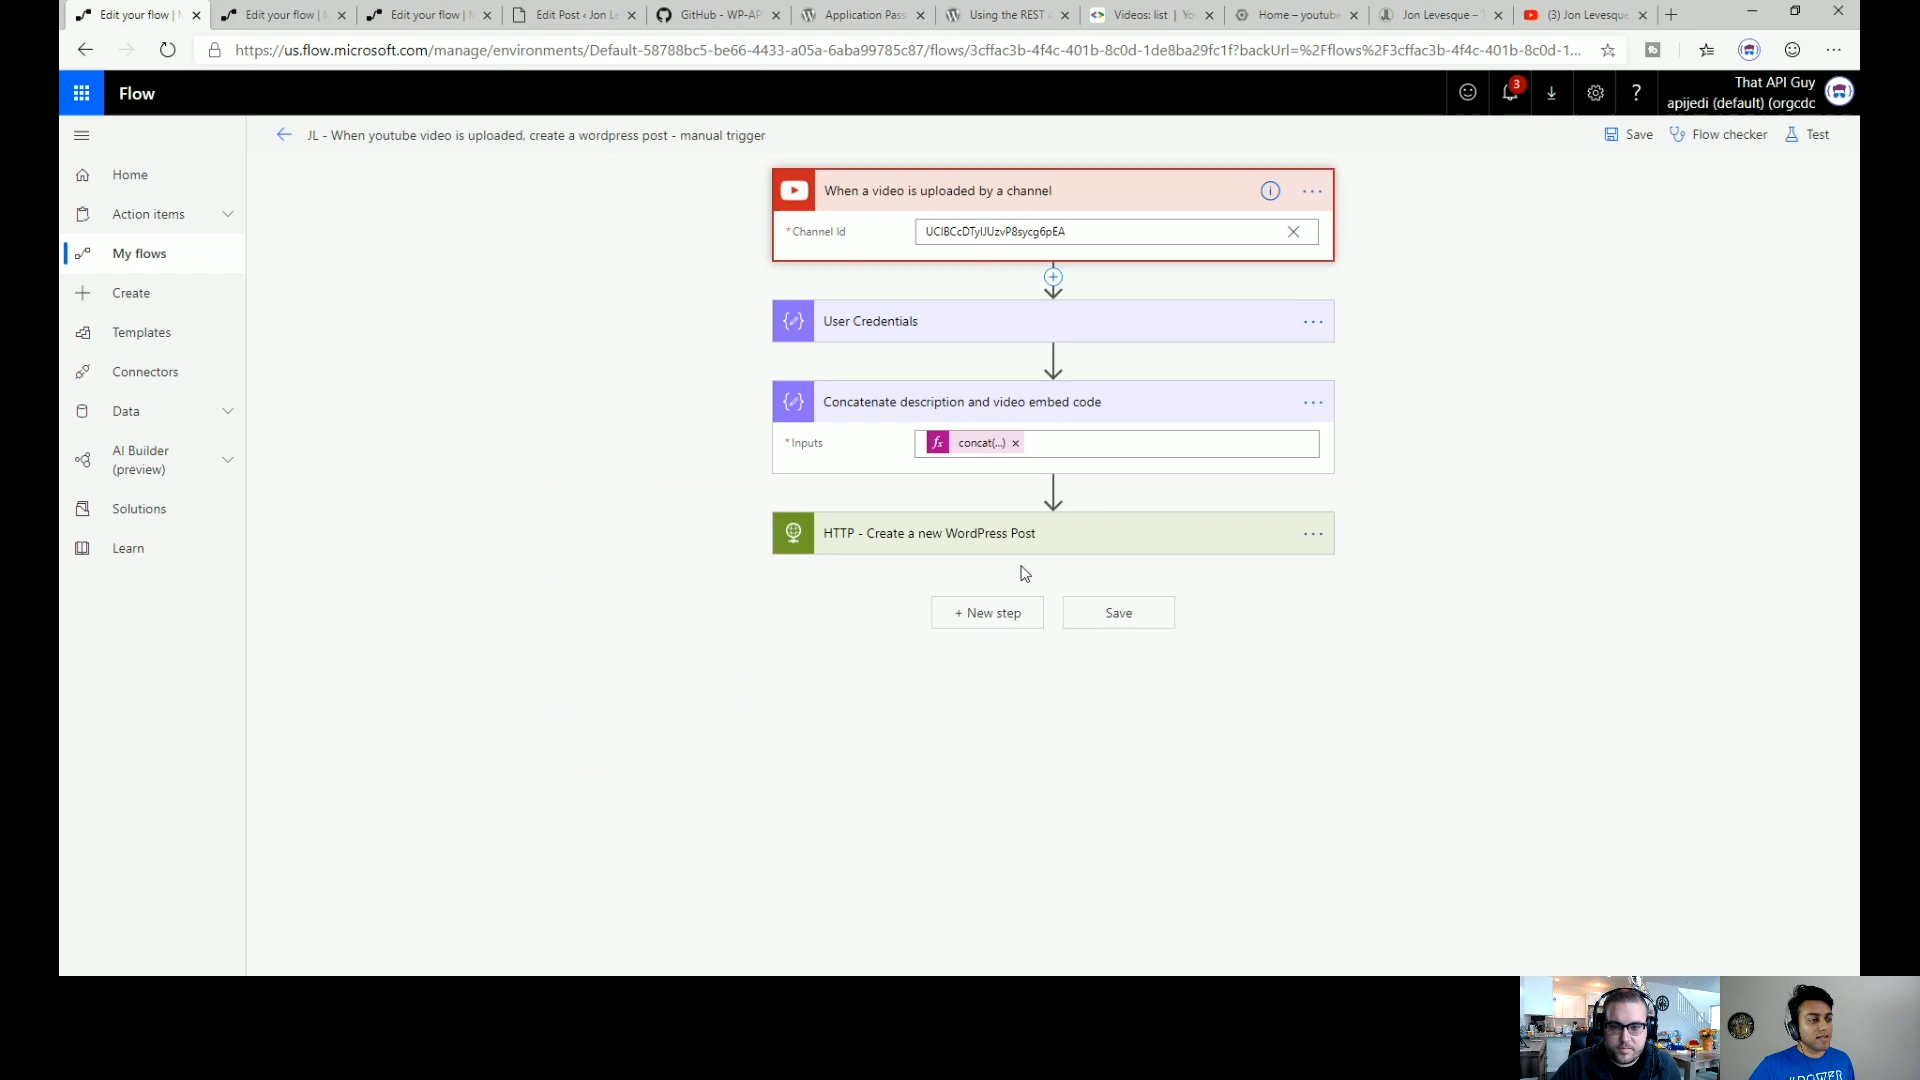 Edit your flow |
Edit your flow |
Edit your flow |
Edit Post ‹ Jon L
GitHub - WP-AP
Application Pass
Using the REST
Videos: list | Yo
Home – youtube
Jon Levesque –
(3) Jon Levesque
https://us.flow.microsoft.com/manage/environments/Default-58788bc5-be66-4433-a05a-6aba99785c87/flows/3cffac3b-4f4c-401b-8c0d-1de8ba29fc1f?backUrl=%2Fflows%2F3cffac3b-4f4c-401b-8c0d-1...
Flow
3
?
That API Guy
apijedi (default) (orgcdc
JL - When youtube video is uploaded, create a wordpress post - manual trigger
Save
Flow checker
Test
Home
Action items
My flows
Create
Templates
Connectors
Data
AI Builder
(preview)
Solutions
Learn
When a video is uploaded by a channel
* Channel Id
UCIBCcDTyIJUzvP8sycg6pEA
User Credentials
Concatenate description and video embed code
* Inputs
fx concat(...) ×
HTTP - Create a new WordPress Post
+ New step
Save